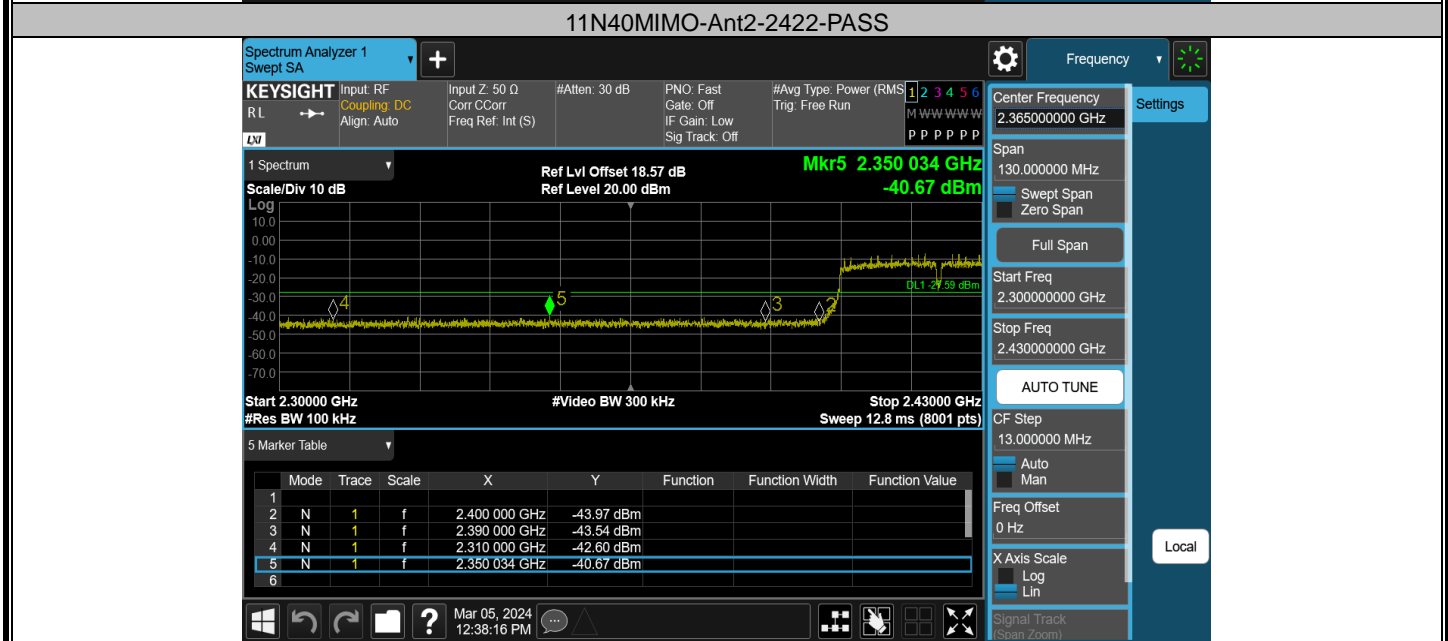 11N40MIMO-Ant2-2422-PASS
Spectrum Analyzer 1
Swept SA
Frequency
KEYSIGHT
RL
LXI
Input: RF
Coupling: DC
Align: Auto
Input Z: 50 Ω
Corr CCorr
Freq Ref: Int (S)
#Atten: 30 dB
PNO: Fast
Gate: Off
IF Gain: Low
Sig Track: Off
#Avg Type: Power (RMS
Trig: Free Run
1 2 3 4 5 6
M W W W W W
P P P P P P
1 Spectrum
Scale/Div 10 dB
Ref Lvl Offset 18.57 dB
Ref Level 20.00 dBm
Mkr5 2.350 034 GHz
-40.67 dBm
Log
10.0
0.00
-10.0
-20.0
-30.0
-40.0
-50.0
-60.0
-70.0
4
5
3
2
DL1 -27.59 dBm
Start 2.30000 GHz
#Video BW 300 kHz
Stop 2.43000 GHz
#Res BW 100 kHz
Sweep 12.8 ms (8001 pts)
5 Marker Table
Mode Trace Scale X Y Function Function Width Function Value
1
2 N 1 f 2.400 000 GHz -43.97 dBm
3 N 1 f 2.390 000 GHz -43.54 dBm
4 N 1 f 2.310 000 GHz -42.60 dBm
5 N 1 f 2.350 034 GHz -40.67 dBm
6
Mar 05, 2024
12:38:16 PM
Center Frequency
2.365000000 GHz
Settings
Span
130.000000 MHz
Swept Span
Zero Span
Full Span
Start Freq
2.300000000 GHz
Stop Freq
2.430000000 GHz
AUTO TUNE
CF Step
13.000000 MHz
Auto
Man
Freq Offset
0 Hz
Local
X Axis Scale
Log
Lin
Signal Track
(Span Zoom)